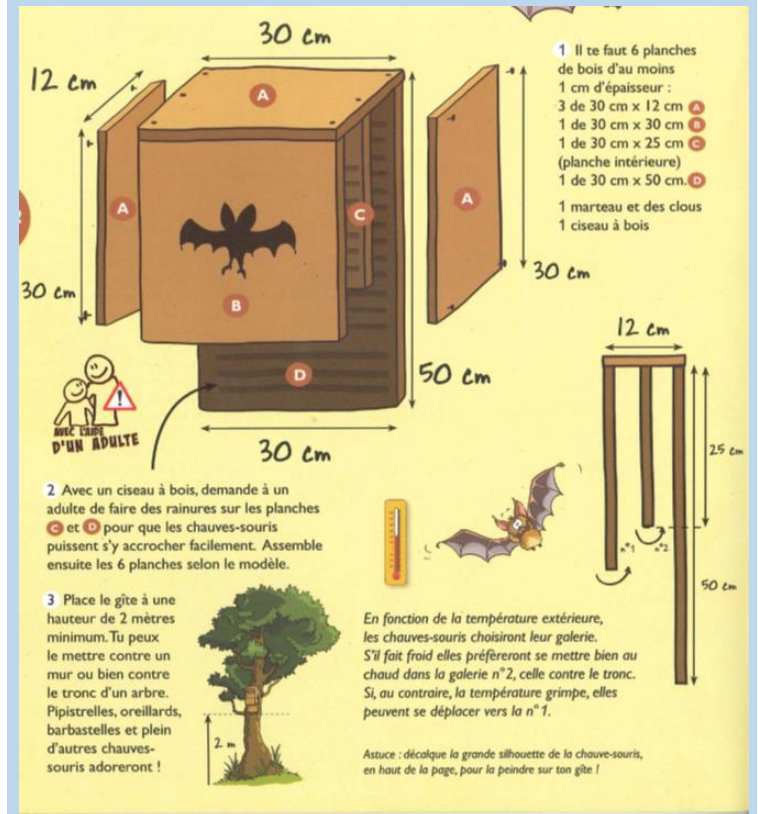 30 cm
12 cm
1 Il te faut 6 planches
de bois d'au moins
1 cm d'épaisseur :
3 de 30 cm x 12 cm A
1 de 30 cm x 30 cm B
1 de 30 cm x 25 cm C
(planche intérieure)
1 de 30 cm x 50 cm. D
1 marteau et des clous
1 ciseau à bois
A
A
C
A
B
D
30 cm
30 cm
50 cm
30 cm
12 cm
25 cm
n°1
n°2
50 cm
!
AVEC L'AIDE
D'UN ADULTE
2 Avec un ciseau à bois, demande à un
adulte de faire des rainures sur les planches
C et D pour que les chauves-souris
puissent s'y accrocher facilement. Assemble
ensuite les 6 planches selon le modèle.
3 Place le gîte à une
hauteur de 2 mètres
minimum. Tu peux
le mettre contre un
mur ou bien contre
le tronc d'un arbre.
Pipistrelles, oreillards,
barbastelles et plein
d'autres chauves-
souris adoreront !
2 m
En fonction de la température extérieure,
les chauves-souris choisiront leur galerie.
S'il fait froid elles préfèreront se mettre bien au
chaud dans la galerie n°2, celle contre le tronc.
Si, au contraire, la température grimpe, elles
peuvent se déplacer vers la n°1.
Astuce : décalque la grande silhouette de la chauve-souris,
en haut de la page, pour la peindre sur ton gîte !